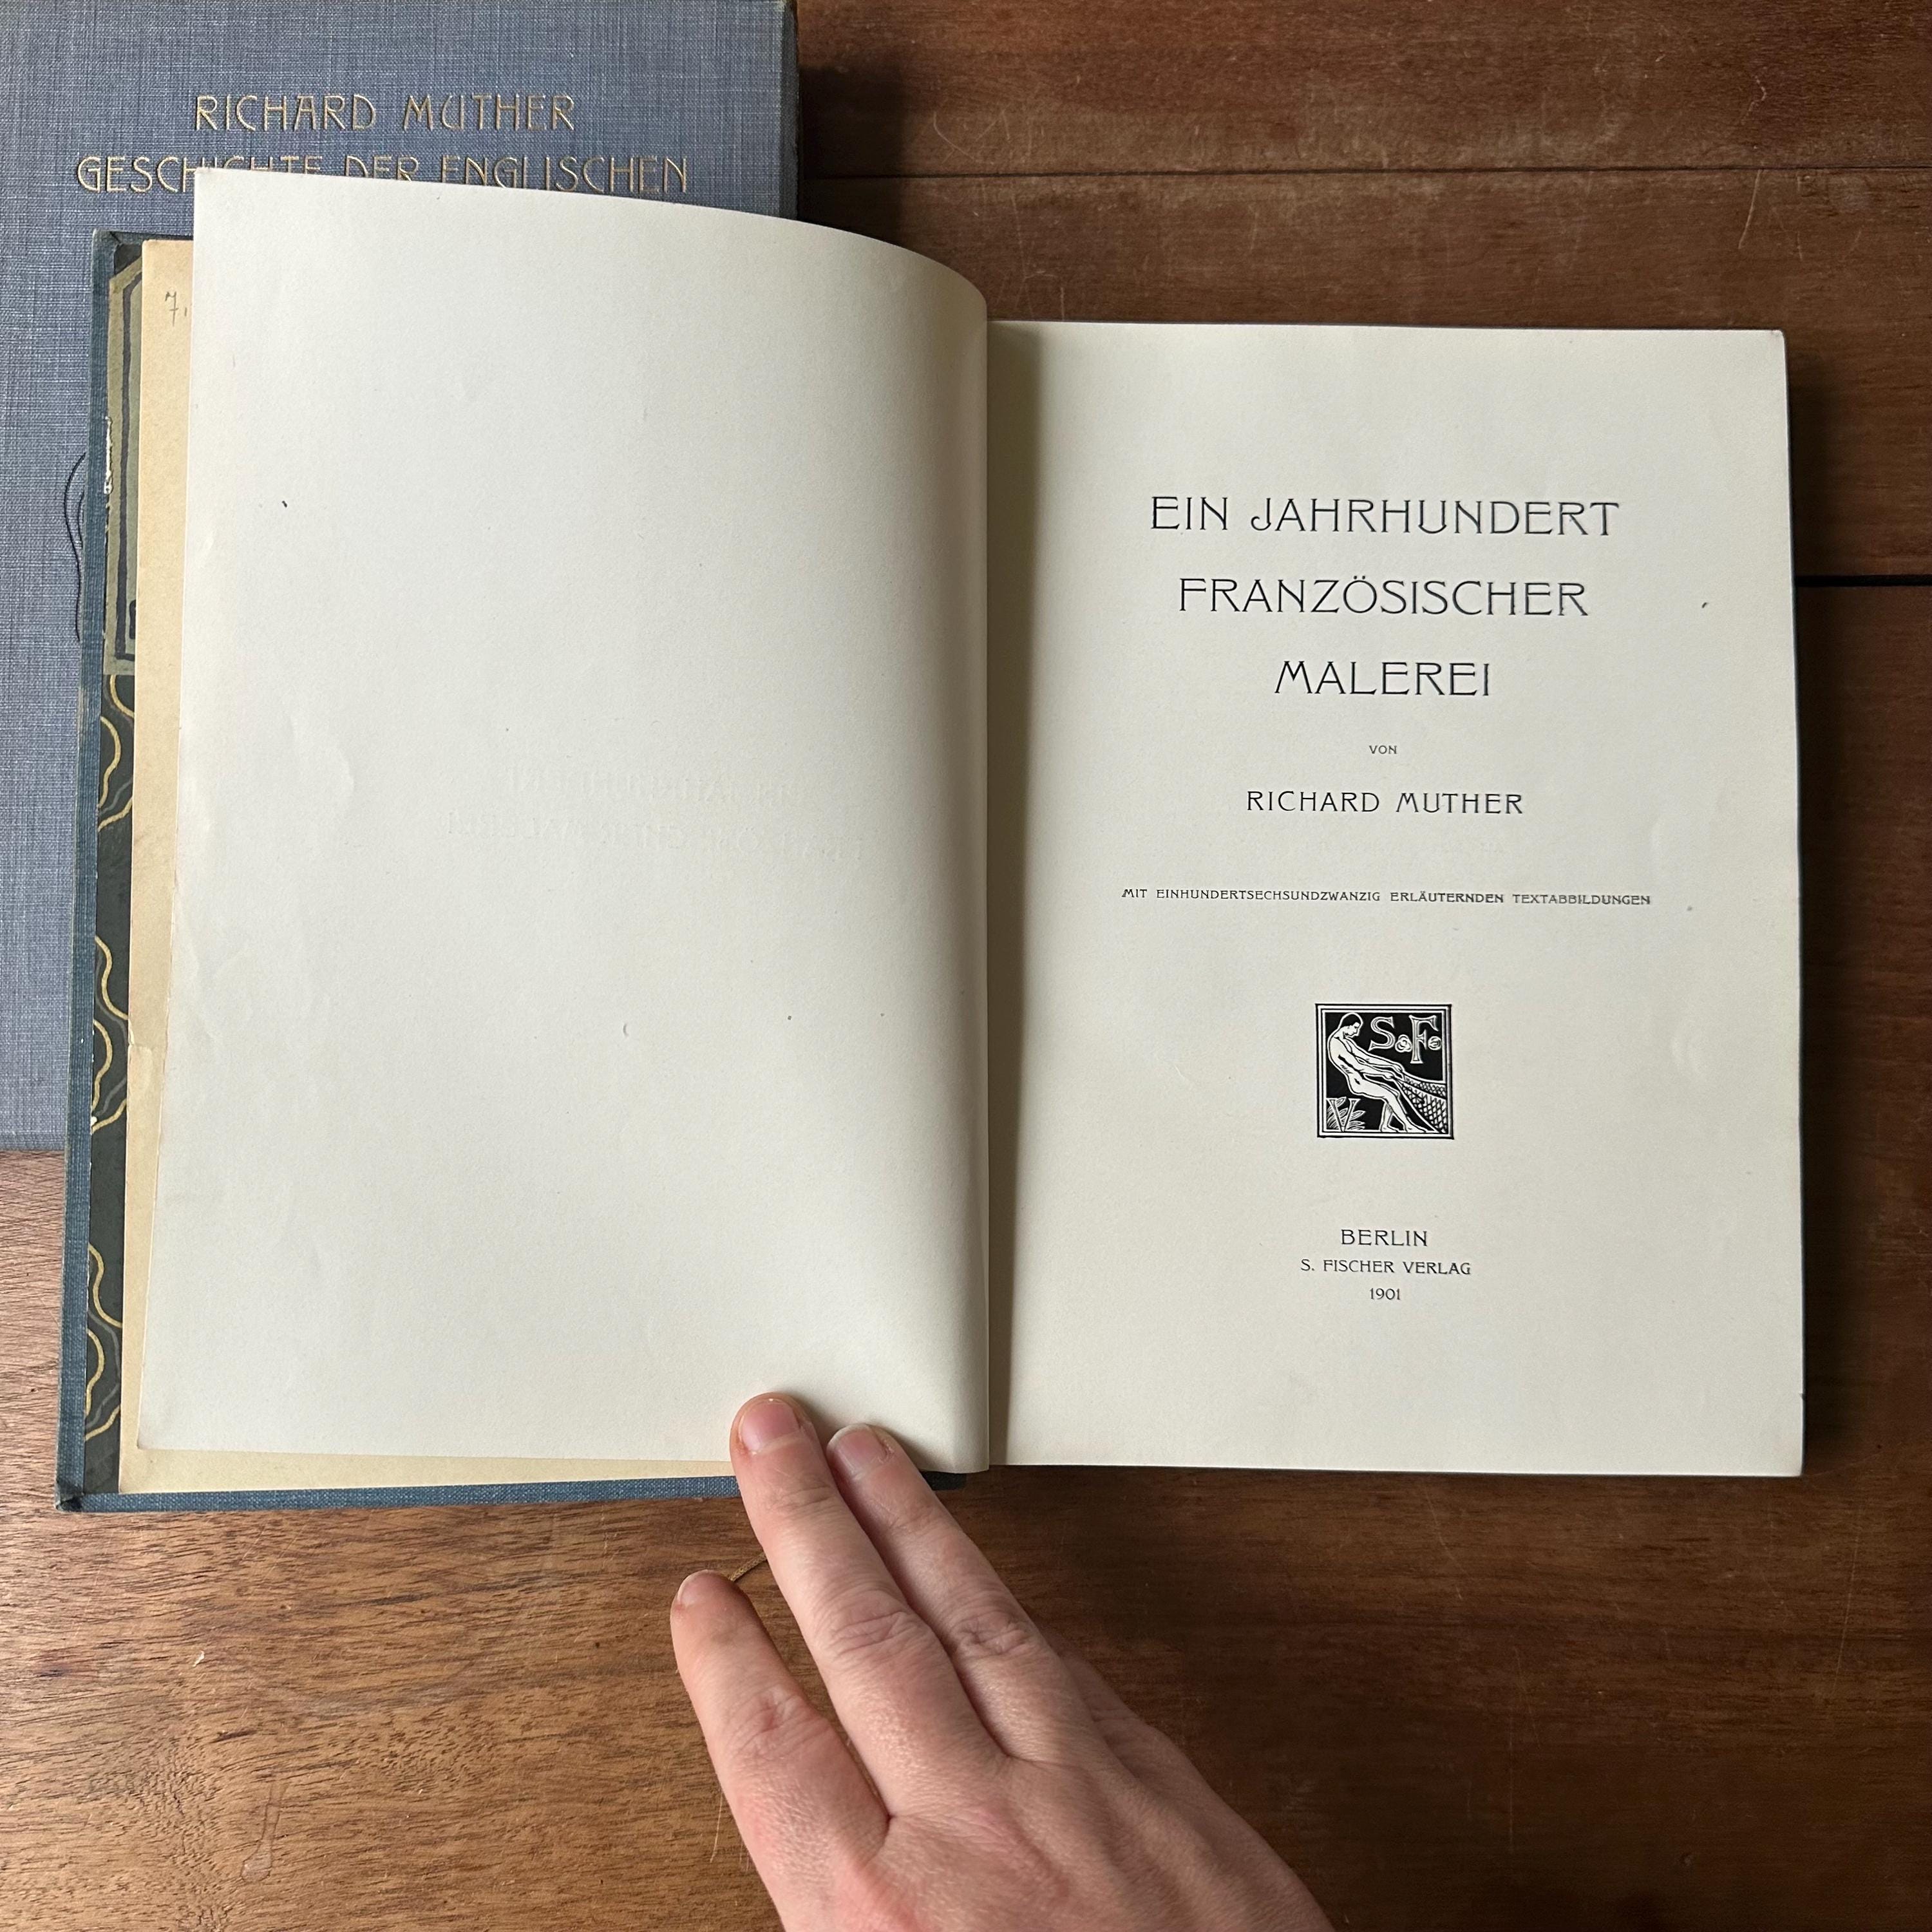 RICHARD MUTHER
GESCHICHTE DER ENGLISCHEN
7,
EIN JAHRHUNDERT
FRANZÖSISCHER
MALEREI
VON
RICHARD MUTHER
MIT EINHUNDERTSECHSUNDZWANZIG ERLÄUTERNDEN TEXTABBILDUNGEN
S. F.
BERLIN
S. FISCHER VERLAG
1901